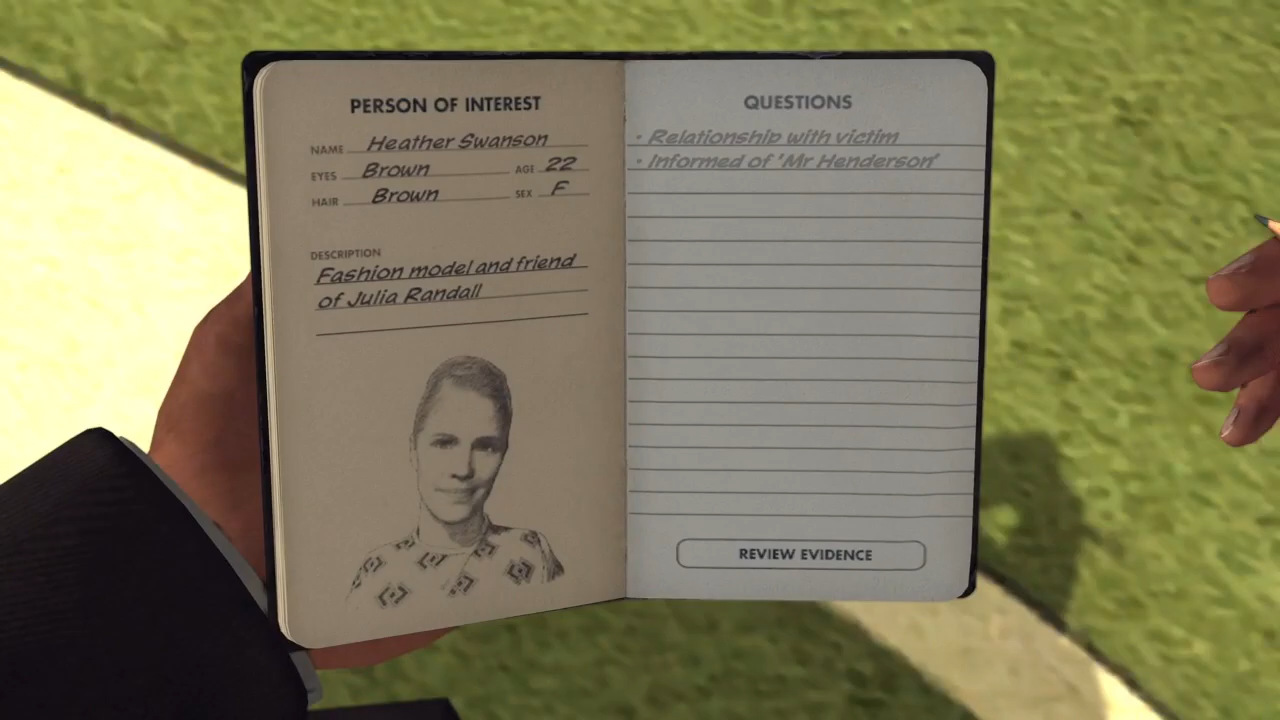 PERSON OF INTEREST
NAME Heather Swanson
EYES Brown AGE 22
HAIR Brown SEX F
DESCRIPTION
Fashion model and friend
of Julia Randall
QUESTIONS
• Relationship with victim
• Informed of 'Mr Henderson'
REVIEW EVIDENCE